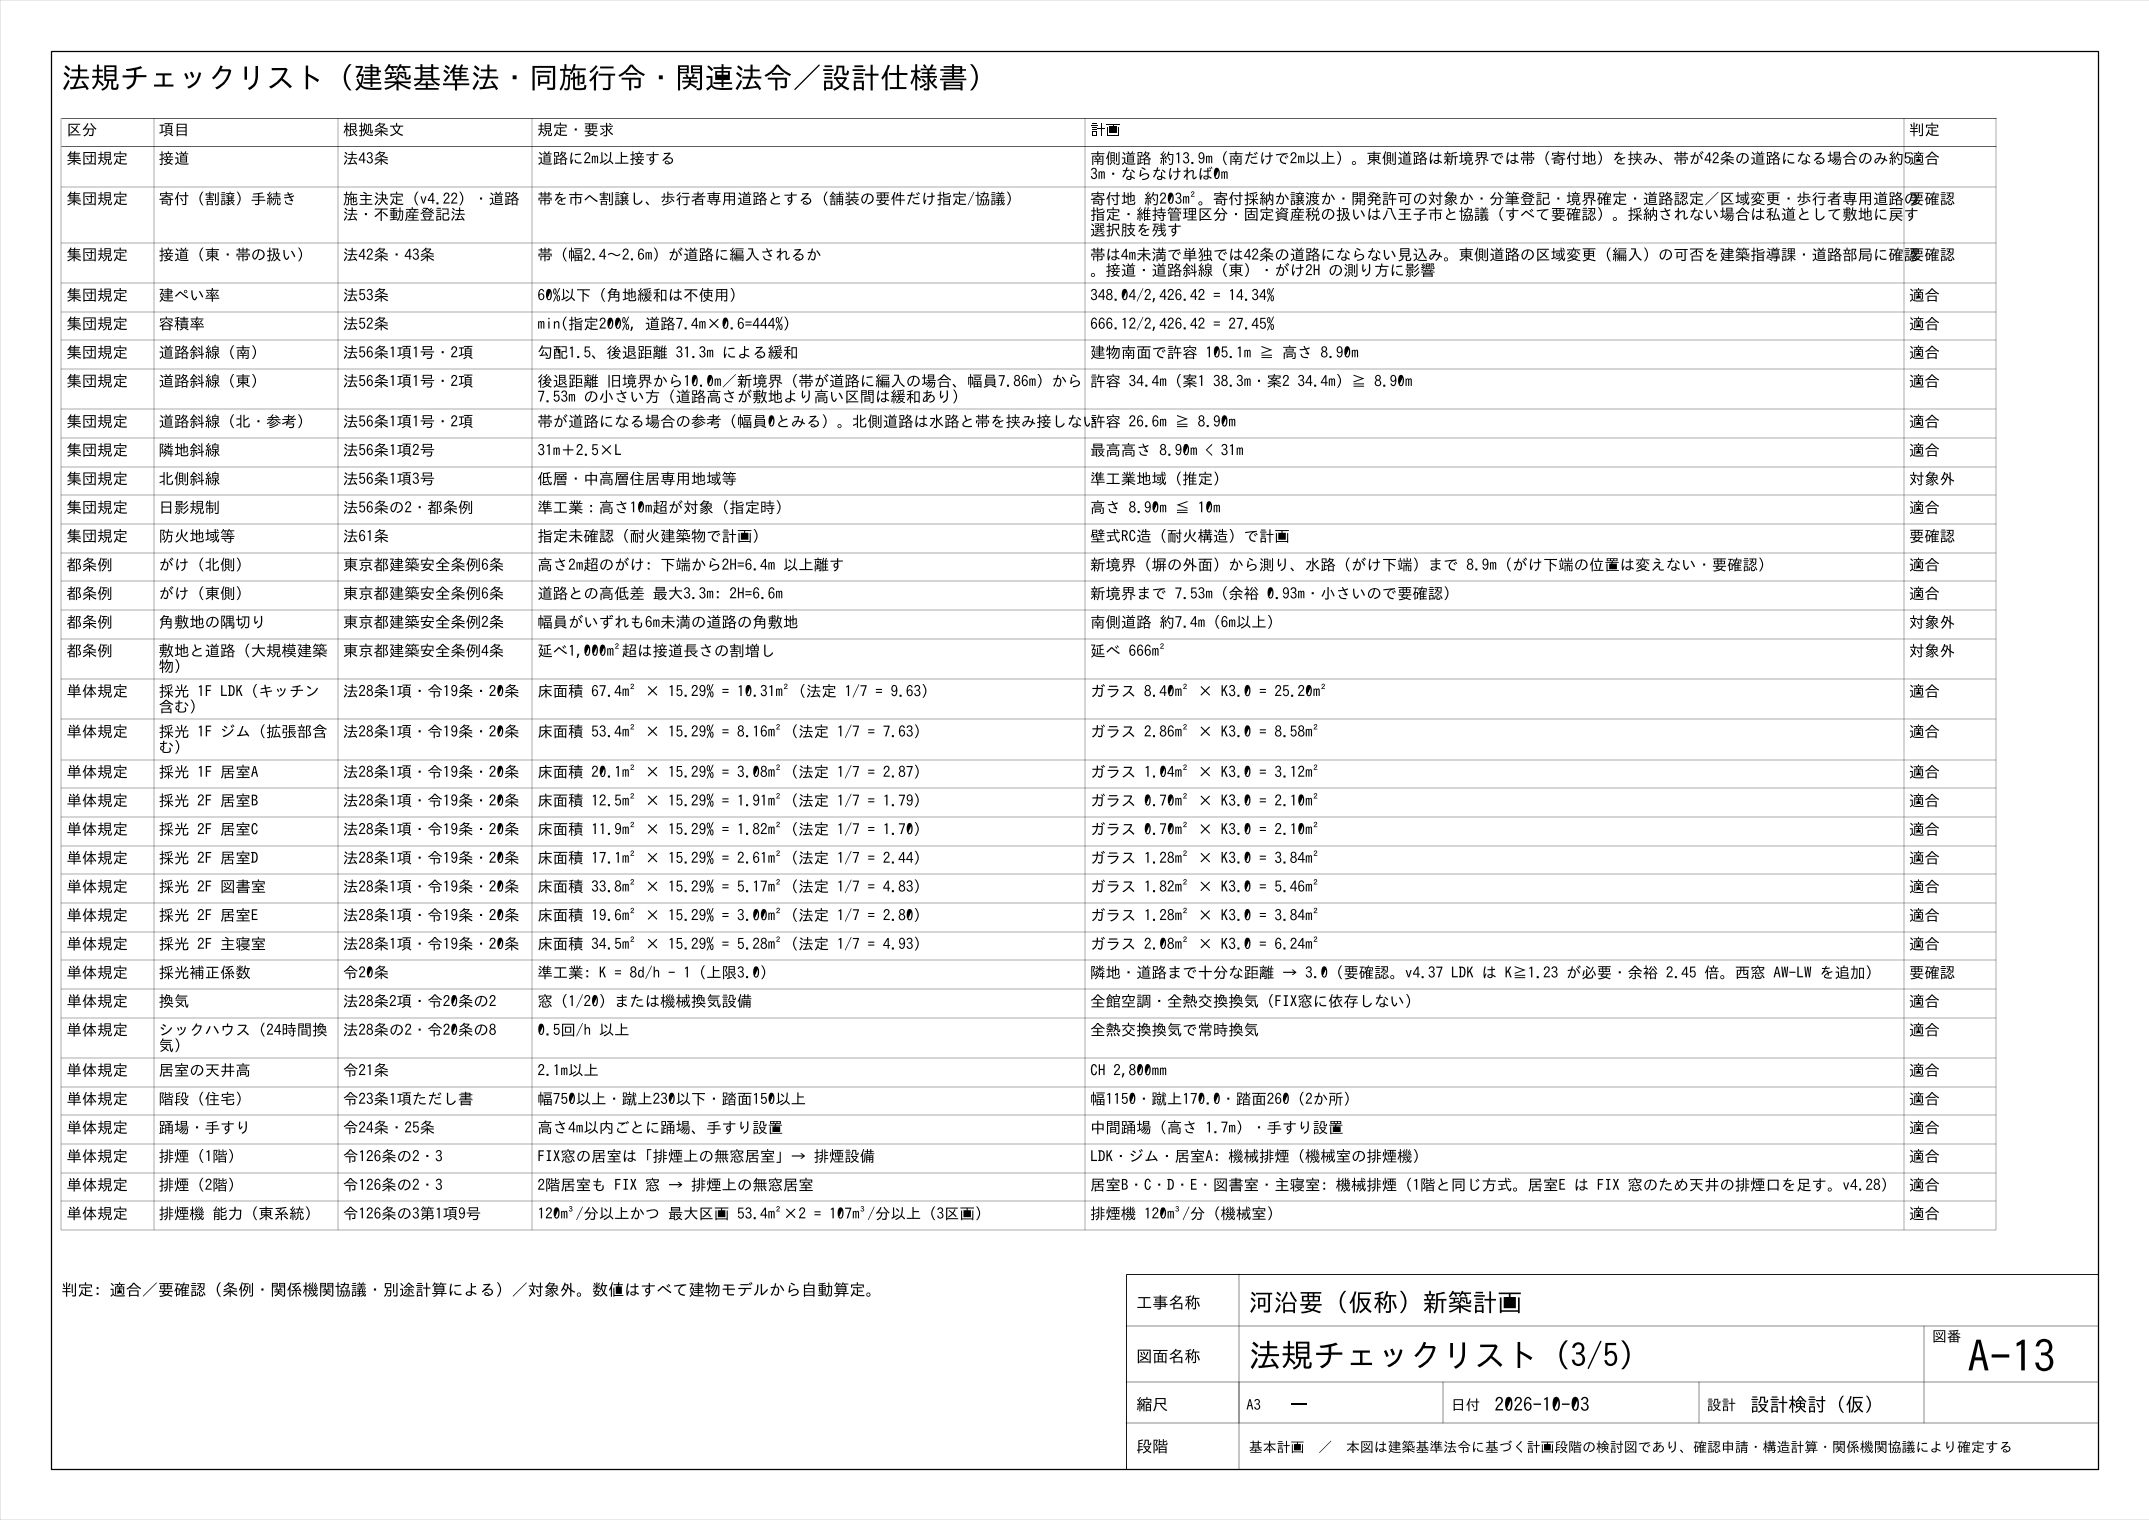 法規チェックリスト（建築基準法・同施行令・関連法令／設計仕様書）
区分 項目 根拠条文 規定・要求 計画 判定
集団規定 接道 法43条 道路に2m以上接する 南側道路 約13.9m（南だけで2m以上）。東側道路は新境界では帯（寄付地）を挟み、帯が42条の道路になる場合のみ約5 適合
3m・ならなければ0m
集団規定 寄付（割譲）手続き 施主決定（v4.22）・道路 帯を市へ割譲し、歩行者専用道路とする（舗装の要件だけ指定/協議） 寄付地 約203m²。寄付採納か譲渡か・開発許可の対象か・分筆登記・境界確定・道路認定／区域変更・歩行者専用道路の 要確認
法・不動産登記法 指定・維持管理区分・固定資産税の扱いは八王子市と協議（すべて要確認）。採納されない場合は私道として敷地に戻す
選択肢を残す
集団規定 接道（東・帯の扱い） 法42条・43条 帯（幅2.4～2.6m）が道路に編入されるか 帯は4m未満で単独では42条の道路にならない見込み。東側道路の区域変更（編入）の可否を建築指導課・道路部局に確認 要確認
。接道・道路斜線（東）・がけ2H の測り方に影響
集団規定 建ぺい率 法53条 60%以下（角地緩和は不使用） 348.04/2,426.42 = 14.34% 適合
集団規定 容積率 法52条 min(指定200%, 道路7.4m×0.6=444%) 666.12/2,426.42 = 27.45% 適合
集団規定 道路斜線（南） 法56条1項1号・2項 勾配1.5、後退距離 31.3m による緩和 建物南面で許容 105.1m ≧ 高さ 8.90m 適合
集団規定 道路斜線（東） 法56条1項1号・2項 後退距離 旧境界から10.0m／新境界（帯が道路に編入の場合、幅員7.86m）から 許容 34.4m（案1 38.3m・案2 34.4m）≧ 8.90m 適合
7.53m の小さい方（道路高さが敷地より高い区間は緩和あり）
集団規定 道路斜線（北・参考） 法56条1項1号・2項 帯が道路になる場合の参考（幅員0とみる）。北側道路は水路と帯を挟み接しない 許容 26.6m ≧ 8.90m 適合
集団規定 隣地斜線 法56条1項2号 31m＋2.5×L 最高高さ 8.90m < 31m 適合
集団規定 北側斜線 法56条1項3号 低層・中高層住居専用地域等 準工業地域（推定） 対象外
集団規定 日影規制 法56条の2・都条例 準工業：高さ10m超が対象（指定時） 高さ 8.90m ≦ 10m 適合
集団規定 防火地域等 法61条 指定未確認（耐火建築物で計画） 壁式RC造（耐火構造）で計画 要確認
都条例 がけ（北側） 東京都建築安全条例6条 高さ2m超のがけ: 下端から2H=6.4m 以上離す 新境界（塀の外面）から測り、水路（がけ下端）まで 8.9m（がけ下端の位置は変えない・要確認） 適合
都条例 がけ（東側） 東京都建築安全条例6条 道路との高低差 最大3.3m: 2H=6.6m 新境界まで 7.53m（余裕 0.93m・小さいので要確認） 適合
都条例 角敷地の隅切り 東京都建築安全条例2条 幅員がいずれも6m未満の道路の角敷地 南側道路 約7.4m（6m以上） 対象外
都条例 敷地と道路（大規模建築 東京都建築安全条例4条 延べ1,000m²超は接道長さの割増し 延べ 666m² 対象外
物）
単体規定 採光 1F LDK（キッチン 法28条1項・令19条・20条 床面積 67.4m² × 15.29% = 10.31m²（法定 1/7 = 9.63） ガラス 8.40m² × K3.0 = 25.20m² 適合
含む）
単体規定 採光 1F ジム（拡張部含 法28条1項・令19条・20条 床面積 53.4m² × 15.29% = 8.16m²（法定 1/7 = 7.63） ガラス 2.86m² × K3.0 = 8.58m² 適合
む）
単体規定 採光 1F 居室A 法28条1項・令19条・20条 床面積 20.1m² × 15.29% = 3.08m²（法定 1/7 = 2.87） ガラス 1.04m² × K3.0 = 3.12m² 適合
単体規定 採光 2F 居室B 法28条1項・令19条・20条 床面積 12.5m² × 15.29% = 1.91m²（法定 1/7 = 1.79） ガラス 0.70m² × K3.0 = 2.10m² 適合
単体規定 採光 2F 居室C 法28条1項・令19条・20条 床面積 11.9m² × 15.29% = 1.82m²（法定 1/7 = 1.70） ガラス 0.70m² × K3.0 = 2.10m² 適合
単体規定 採光 2F 居室D 法28条1項・令19条・20条 床面積 17.1m² × 15.29% = 2.61m²（法定 1/7 = 2.44） ガラス 1.28m² × K3.0 = 3.84m² 適合
単体規定 採光 2F 図書室 法28条1項・令19条・20条 床面積 33.8m² × 15.29% = 5.17m²（法定 1/7 = 4.83） ガラス 1.82m² × K3.0 = 5.46m² 適合
単体規定 採光 2F 居室E 法28条1項・令19条・20条 床面積 19.6m² × 15.29% = 3.00m²（法定 1/7 = 2.80） ガラス 1.28m² × K3.0 = 3.84m² 適合
単体規定 採光 2F 主寝室 法28条1項・令19条・20条 床面積 34.5m² × 15.29% = 5.28m²（法定 1/7 = 4.93） ガラス 2.08m² × K3.0 = 6.24m² 適合
単体規定 採光補正係数 令20条 準工業: K = 8d/h - 1（上限3.0） 隣地・道路まで十分な距離 → 3.0（要確認。v4.37 LDK は K≧1.23 が必要・余裕 2.45 倍。西窓 AW-LW を追加） 要確認
単体規定 換気 法28条2項・令20条の2 窓（1/20）または機械換気設備 全館空調・全熱交換換気（FIX窓に依存しない） 適合
単体規定 シックハウス（24時間換 法28条の2・令20条の8 0.5回/h 以上 全熱交換換気で常時換気 適合
気）
単体規定 居室の天井高 令21条 2.1m以上 CH 2,800mm 適合
単体規定 階段（住宅） 令23条1項ただし書 幅750以上・蹴上230以下・踏面150以上 幅1150・蹴上170.0・踏面260（2か所） 適合
単体規定 踊場・手すり 令24条・25条 高さ4m以内ごとに踊場、手すり設置 中間踊場（高さ 1.7m）・手すり設置 適合
単体規定 排煙（1階） 令126条の2・3 FIX窓の居室は「排煙上の無窓居室」→ 排煙設備 LDK・ジム・居室A: 機械排煙（機械室の排煙機） 適合
単体規定 排煙（2階） 令126条の2・3 2階居室も FIX 窓 → 排煙上の無窓居室 居室B・C・D・E・図書室・主寝室: 機械排煙（1階と同じ方式。居室E は FIX 窓のため天井の排煙口を足す。v4.28） 適合
単体規定 排煙機 能力（東系統） 令126条の3第1項9号 120m³/分以上かつ 最大区画 53.4m²×2 = 107m³/分以上（3区画） 排煙機 120m³/分（機械室） 適合
判定: 適合／要確認（条例・関係機関協議・別途計算による）／対象外。数値はすべて建物モデルから自動算定。
工事名称 河沿要（仮称）新築計画
図面名称 法規チェックリスト（3/5） 図番 A-13
縮尺 A3 ― 日付 2026-10-03 設計 設計検討（仮）
段階 基本計画 ／ 本図は建築基準法令に基づく計画段階の検討図であり、確認申請・構造計算・関係機関協議により確定する